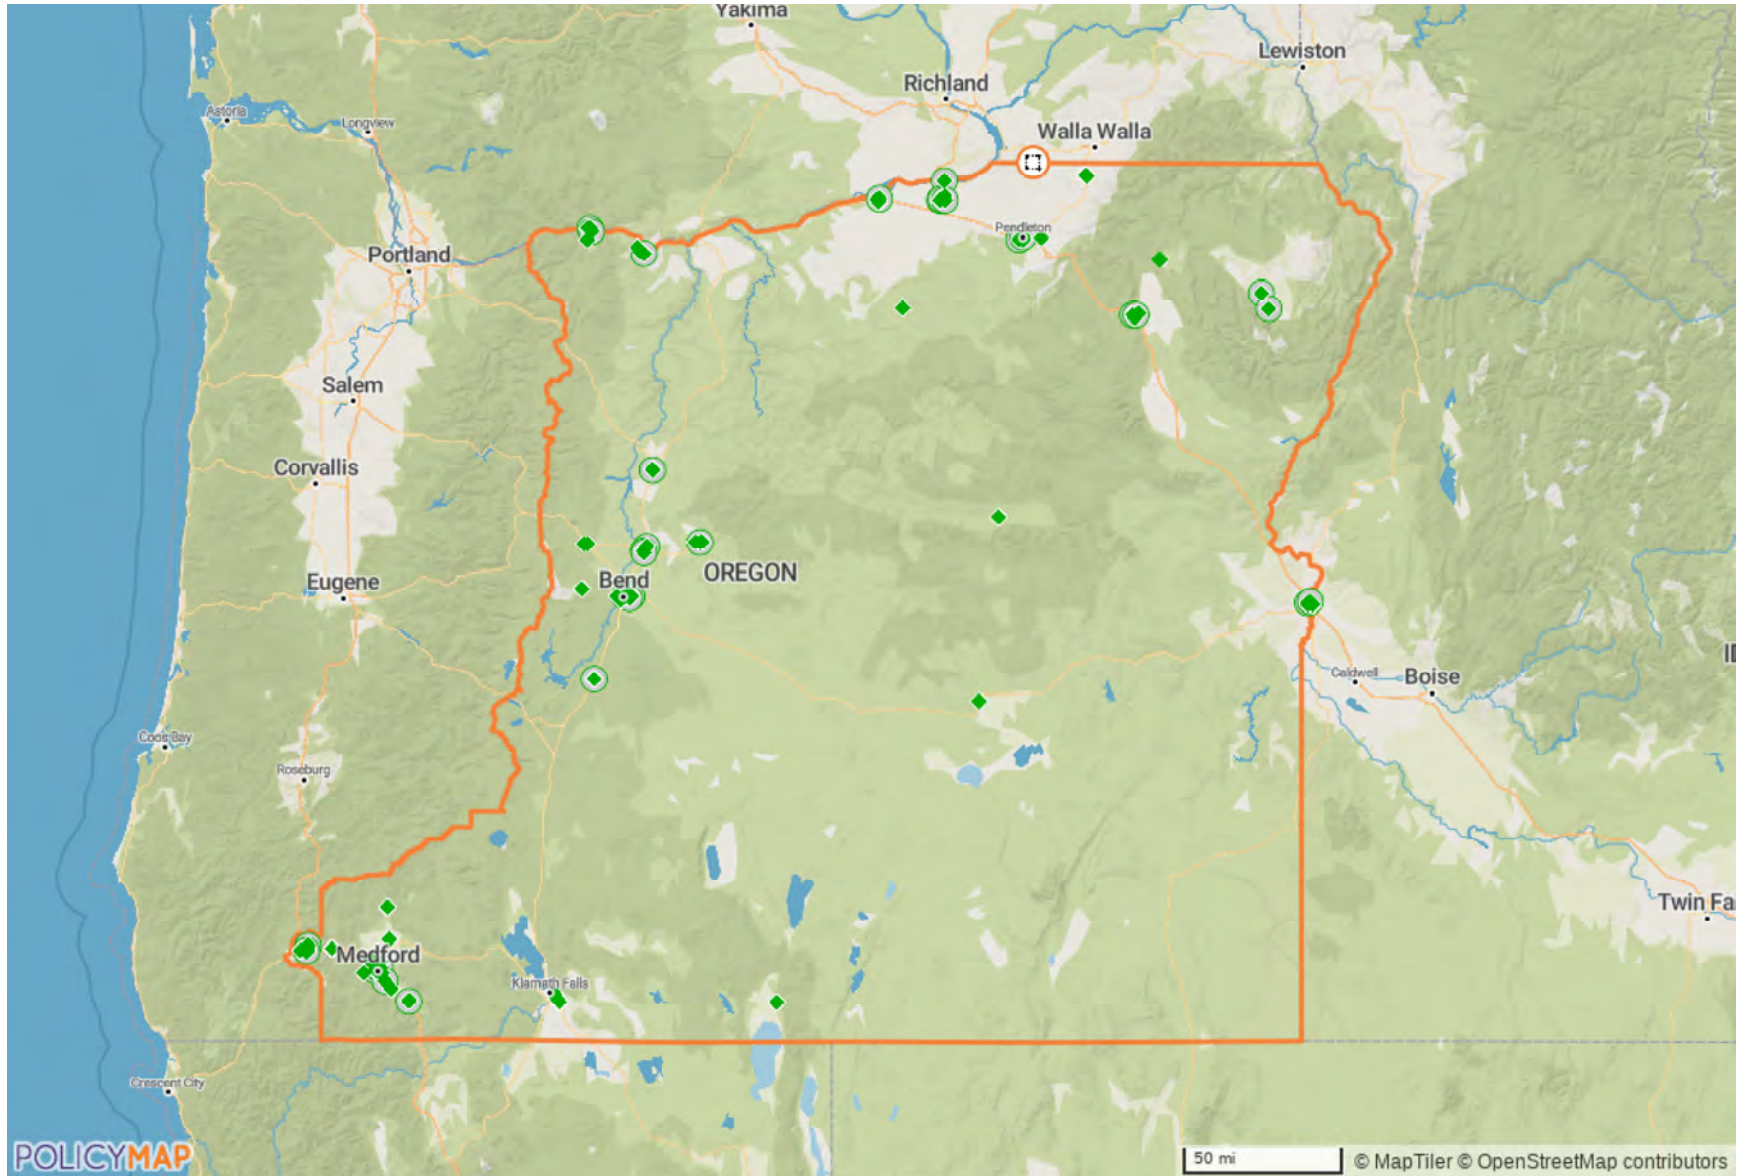 Yakima
Lewiston
Richland
Astoria
Longview
Walla Walla
Pendleton
Portland
Salem
Corvallis
OREGON
Bend
Eugene
Caldwell
Boise
Coos Bay
Roseburg
Twin Fa
Medford
Klamath Falls
Crescent City
POLICYMAP
50 mi
© MapTiler © OpenStreetMap contributors